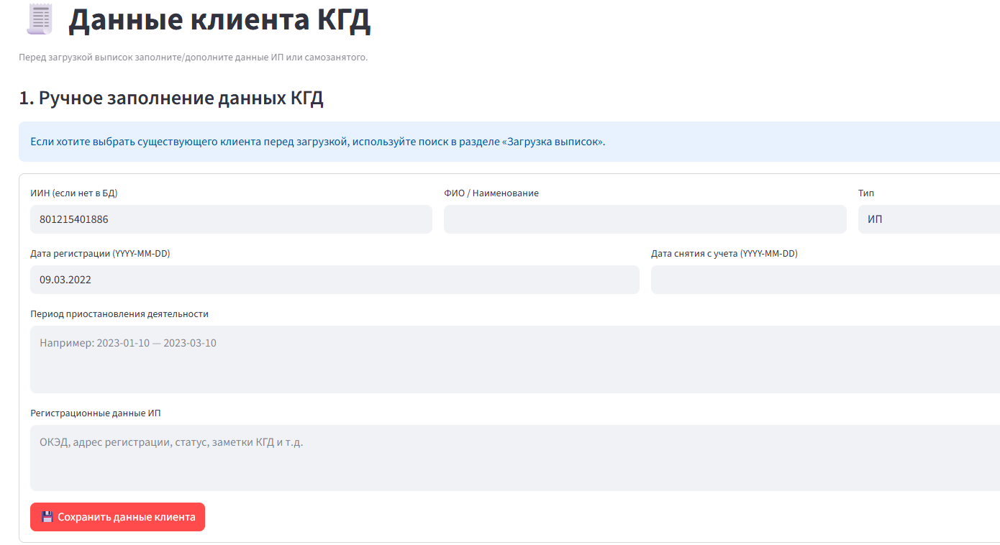 Данные клиента КГД
Перед загрузкой выписок заполните/дополните данные ИП или самозанятого.
1. Ручное заполнение данных КГД
Если хотите выбрать существующего клиента перед загрузкой, используйте поиск в разделе «Загрузка выписок».
ИИН (если нет в БД)
ФИО / Наименование
Тип
801215401886
ИП
Дата регистрации (YYYY-MM-DD)
Дата снятия с учета (YYYY-MM-DD)
09.03.2022
Период приостановления деятельности
Например: 2023-01-10 — 2023-03-10
Регистрационные данные ИП
ОКЭД, адрес регистрации, статус, заметки КГД и т.д.
Сохранить данные клиента